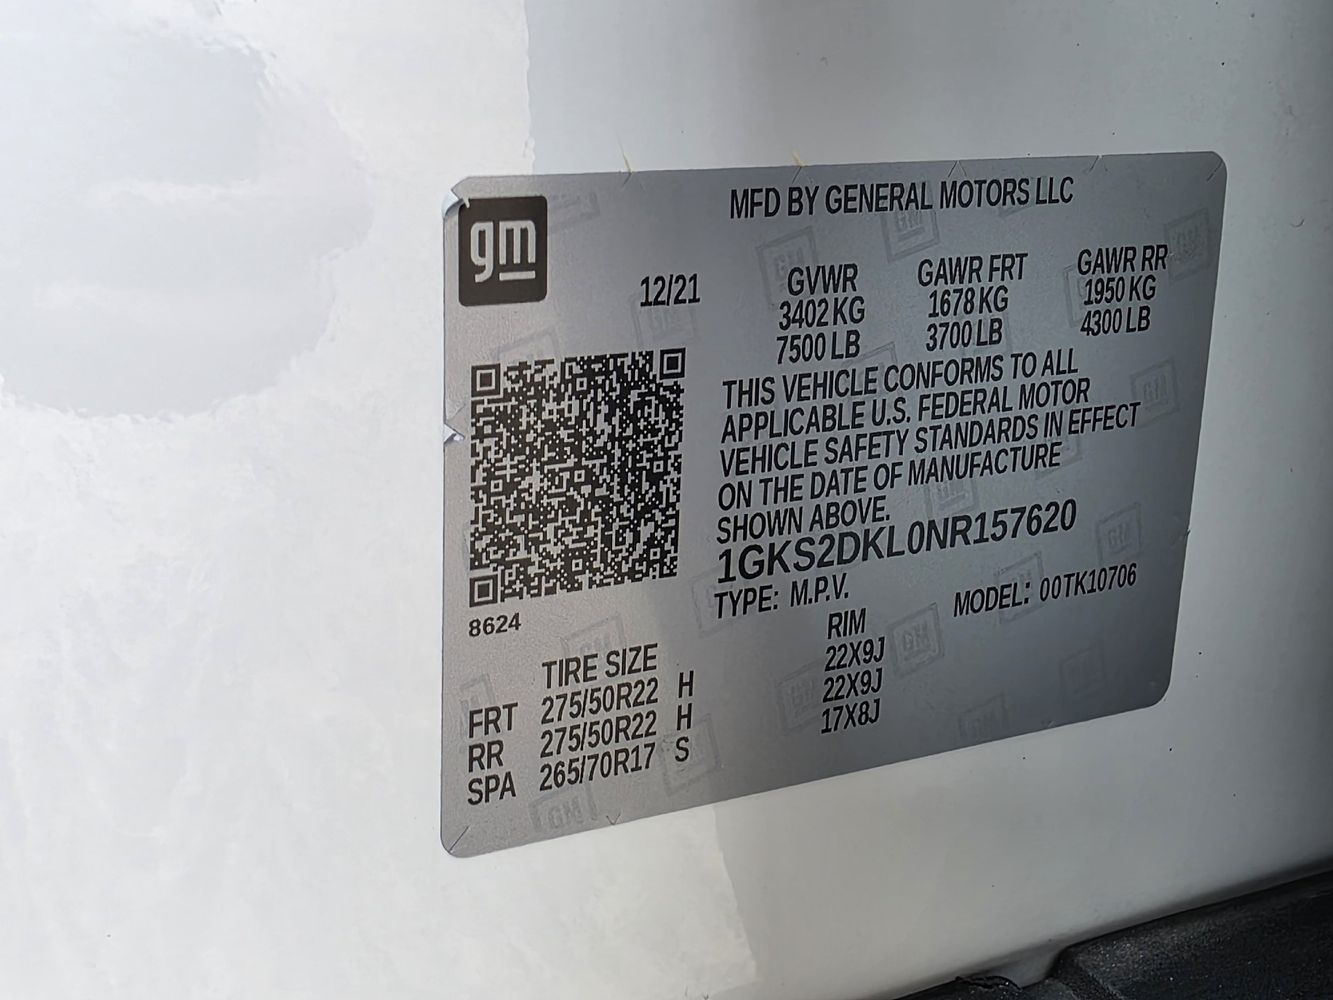 gm
MFD BY GENERAL MOTORS LLC
12/21 GVWR GAWR FRT GAWR RR
3402 KG 1678 KG 1950 KG
7500 LB 3700 LB 4300 LB
THIS VEHICLE CONFORMS TO ALL
APPLICABLE U.S. FEDERAL MOTOR
VEHICLE SAFETY STANDARDS IN EFFECT
ON THE DATE OF MANUFACTURE
SHOWN ABOVE.
1GKS2DKL0NR157620
TYPE: M.P.V. MODEL: 00TK10706
8624
TIRE SIZE RIM
FRT 275/50R22 H 22X9J
RR 275/50R22 H 22X9J
SPA 265/70R17 S 17X8J